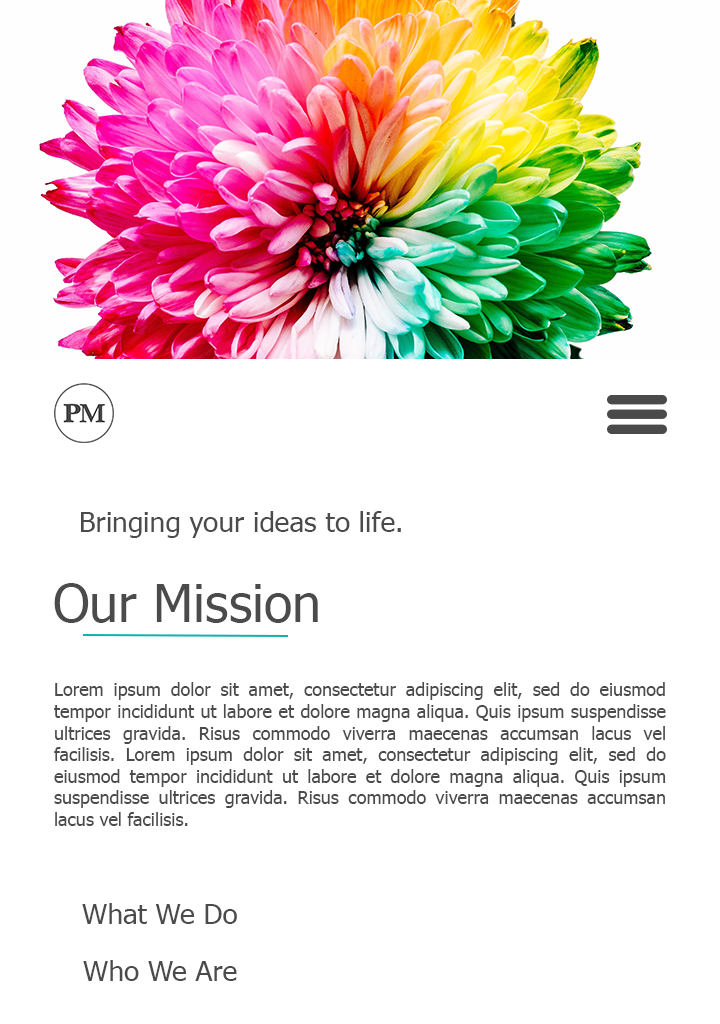 PM
Bringing your ideas to life.
Our Mission
Lorem ipsum dolor sit amet, consectetur adipiscing elit, sed do eiusmod
tempor incididunt ut labore et dolore magna aliqua. Quis ipsum suspendisse
ultrices gravida. Risus commodo viverra maecenas accumsan lacus vel
facilisis. Lorem ipsum dolor sit amet, consectetur adipiscing elit, sed do
eiusmod tempor incididunt ut labore et dolore magna aliqua. Quis ipsum
suspendisse ultrices gravida. Risus commodo viverra maecenas accumsan
lacus vel facilisis.
What We Do
Who We Are